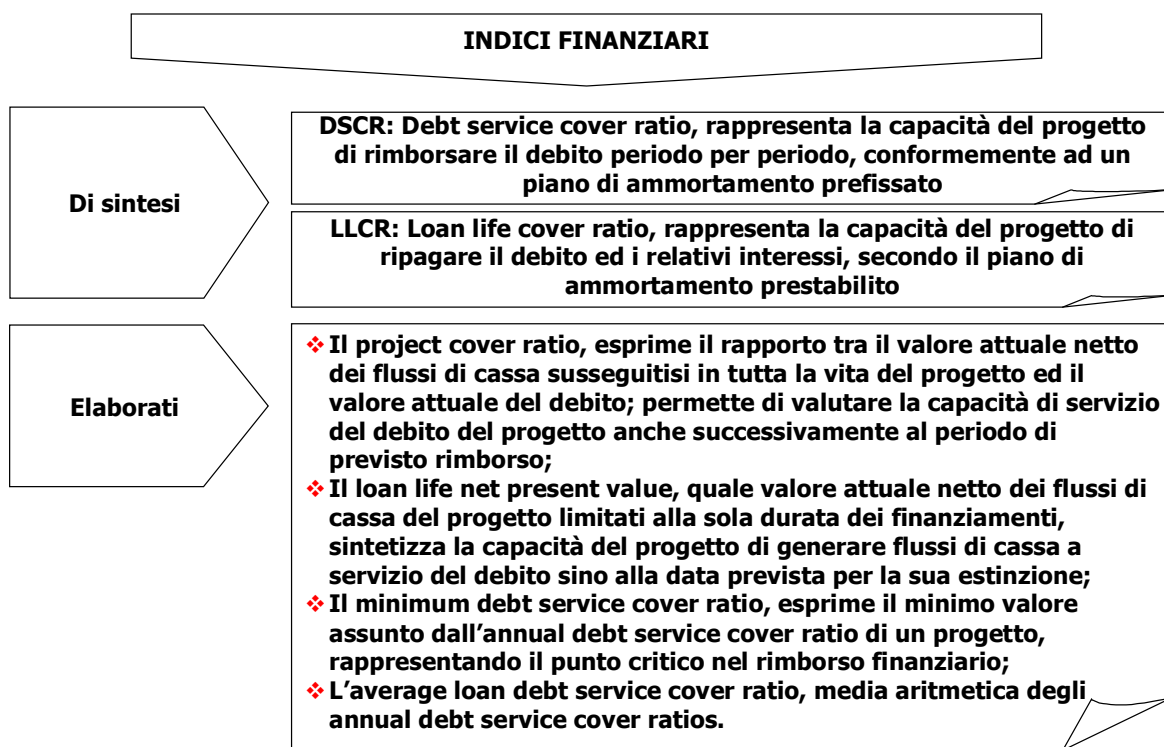 INDICI FINANZIARI
Di sintesi
DSCR: Debt service cover ratio, rappresenta la capacità del progetto
di rimborsare il debito periodo per periodo, conformemente ad un
piano di ammortamento prefissato
LLCR: Loan life cover ratio, rappresenta la capacità del progetto di
ripagare il debito ed i relativi interessi, secondo il piano di
ammortamento prestabilito
Elaborati
❖ Il project cover ratio, esprime il rapporto tra il valore attuale netto
dei flussi di cassa susseguitisi in tutta la vita del progetto ed il
valore attuale del debito; permette di valutare la capacità di servizio
del debito del progetto anche successivamente al periodo di
previsto rimborso;
❖ Il loan life net present value, quale valore attuale netto dei flussi di
cassa del progetto limitati alla sola durata dei finanziamenti,
sintetizza la capacità del progetto di generare flussi di cassa a
servizio del debito sino alla data prevista per la sua estinzione;
❖ Il minimum debt service cover ratio, esprime il minimo valore
assunto dall’annual debt service cover ratio di un progetto,
rappresentando il punto critico nel rimborso finanziario;
❖ L’average loan debt service cover ratio, media aritmetica degli
annual debt service cover ratios.